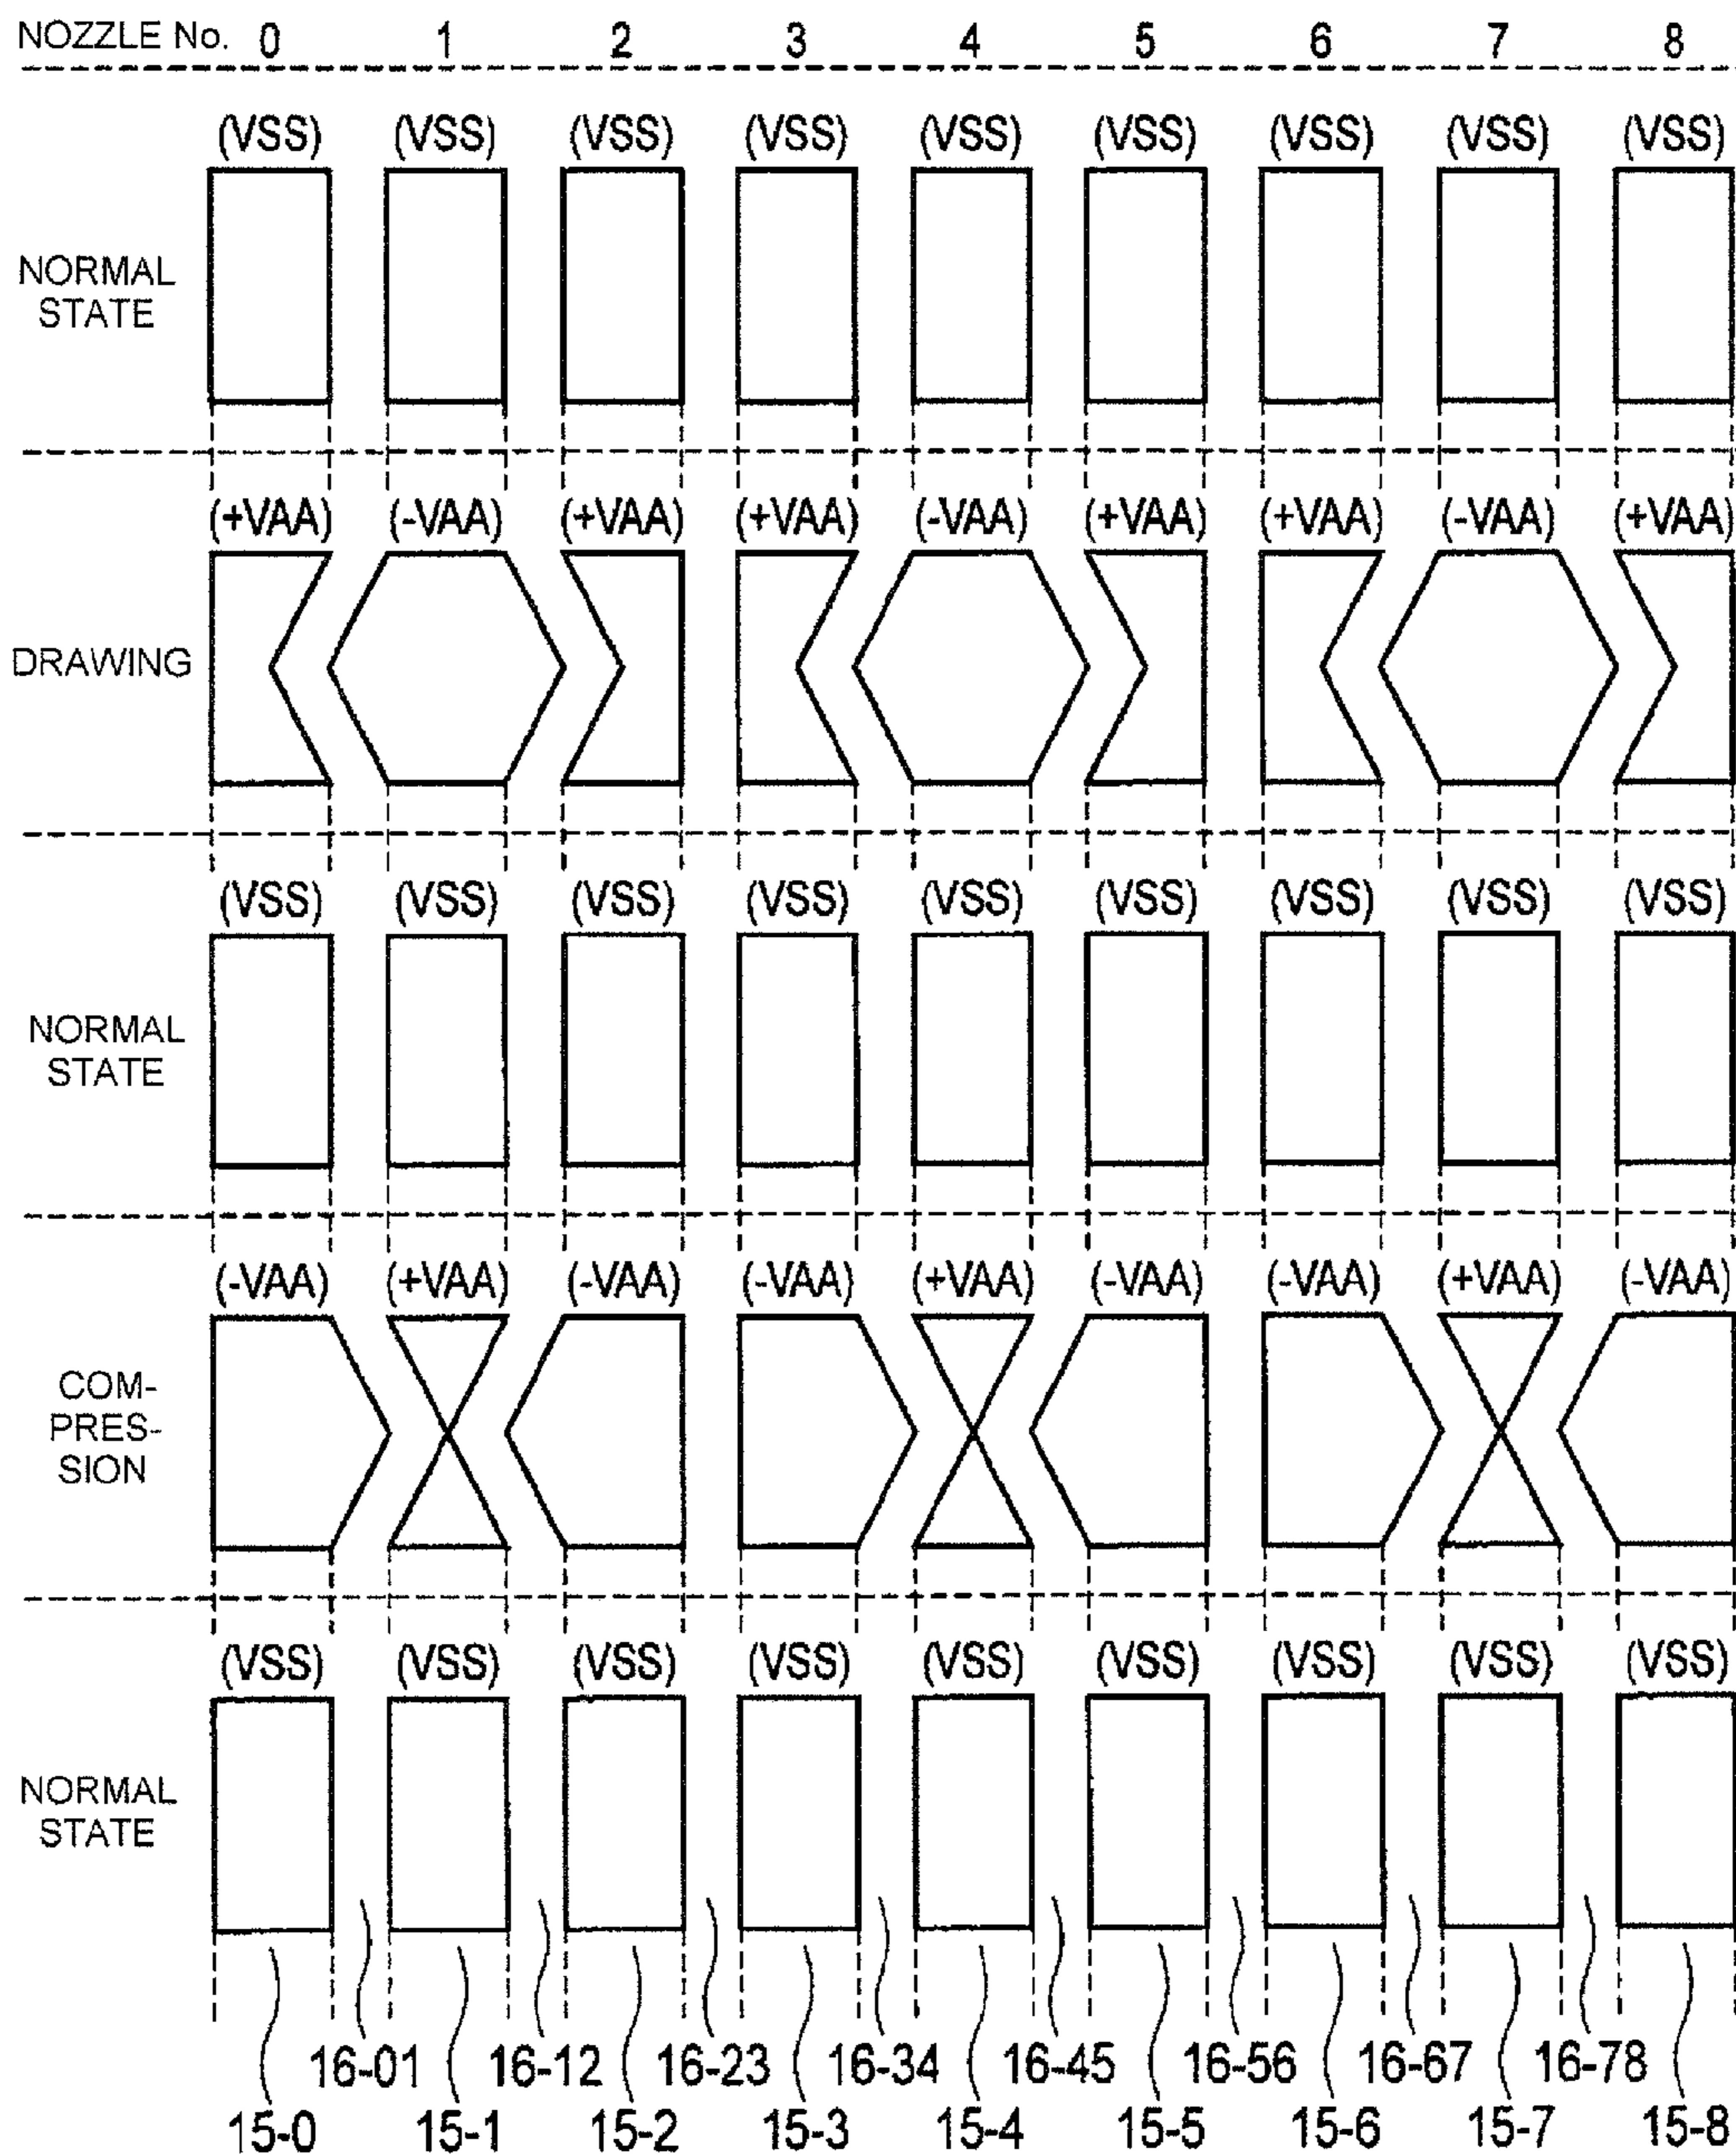 NOZZLE No. 0 1 2 3 4 5 6 7 8
(VSS) (VSS) (VSS) (VSS) (VSS) (VSS) (VSS) (VSS) (VSS)
NORMAL
STATE
(+VAA) (-VAA) (+VAA) (+VAA) (-VAA) (+VAA) (+VAA) (-VAA) (+VAA)
DRAWING
(VSS) (VSS) (VSS) (VSS) (VSS) (VSS) (VSS) (VSS) (VSS)
NORMAL
STATE
(-VAA) (+VAA) (-VAA) (-VAA) (+VAA) (-VAA) (-VAA) (+VAA) (-VAA)
COM-
PRES-
SION
(VSS) (VSS) (VSS) (VSS) (VSS) (VSS) (VSS) (VSS) (VSS)
NORMAL
STATE
16-01 16-12 16-23 16-34 16-45 16-56 16-67 16-78
15-0 15-1 15-2 15-3 15-4 15-5 15-6 15-7 15-8